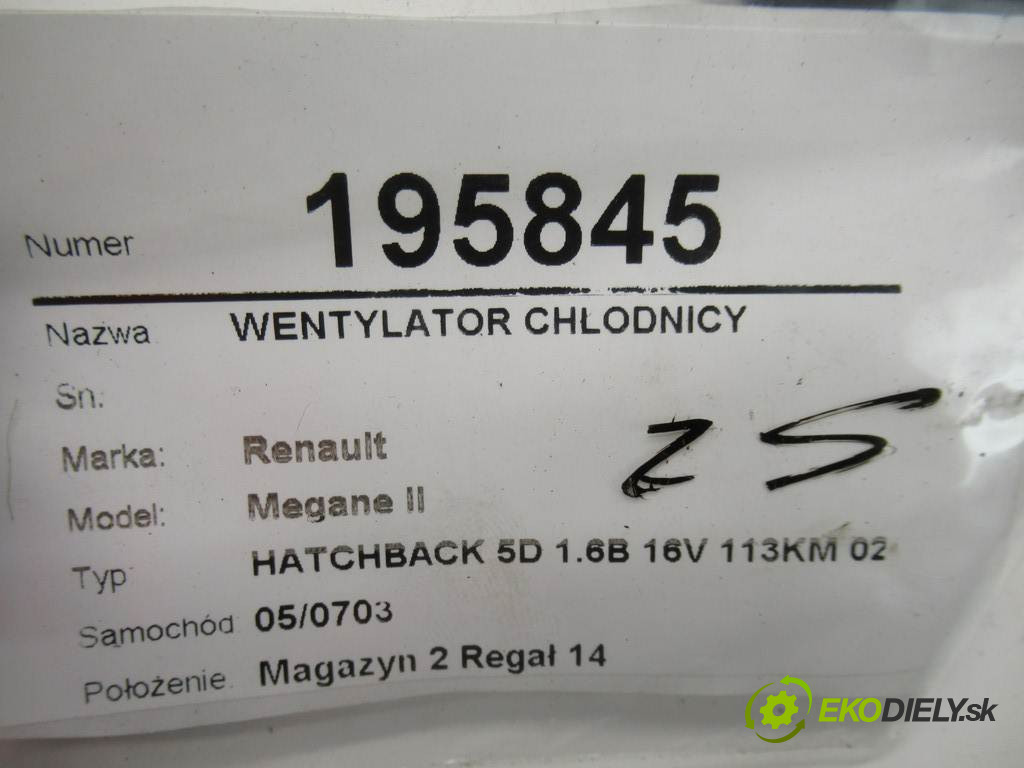 Numer 195845
Nazwa WENTYLATOR CHŁODNICY
Sn:
Marka: Renault
25
Model: Megane II
Typ HATCHBACK 5D 1.6B 16V 113KM 02
Samochód 05/0703
Położenie Magazyn 2 Regał 14
EKODIELY.sk